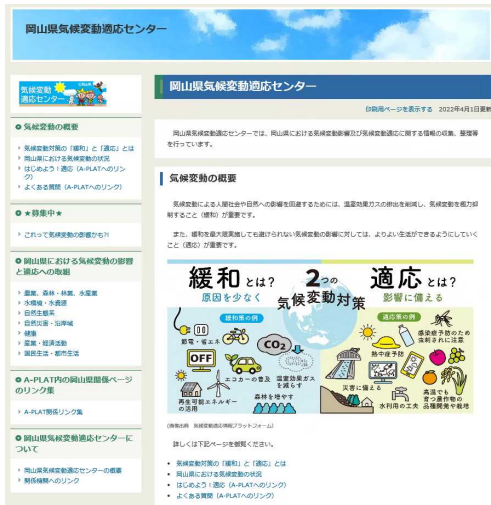 岡山県気候変動適応センター
気候変動
適応センター
気候変動の概要
気候変動対策の「緩和」と「適応」とは
岡山県における気候変動の状況
はじめよう！適応（A-PLATへのリン
ク）
よくある質問（A-PLATへのリンク）
★募集中★
これって気候変動の影響かも?!
岡山県における気候変動の影響
と適応への取組
農業、森林・林業、水産業
水環境・水資源
自然生態系
自然災害・沿岸域
健康
産業・経済活動
国民生活・都市生活
A-PLAT内の岡山県関係ページ
のリンク集
A-PLAT関係リンク集
岡山県気候変動適応センターに
ついて
岡山県気候変動適応センターの概要
関係機関へのリンク
岡山県気候変動適応センター
印刷用ページを表示する 2022年4月1日更新
岡山県気候変動適応センターでは、岡山県における気候変動影響及び気候変動適応に関する情報の収集、整理等
を行っています。
気候変動の概要
気候変動による人間社会や自然への影響を回避するためには、温室効果ガスの排出を削減し、気候変動を極力抑
制すること（緩和）が重要です。
また、緩和を最大限実施しても避けられない気候変動の影響に対しては、よりよい生活ができるようにしていく
こと（適応）が重要です。
緩和とは？ 2つの 適応とは？
原因を少なく 気候変動対策 影響に備える
緩和策の例
適応策の例
節電・省エネ
CO2
OFF
エコカーの普及
温室効果ガス
を減らす
再生可能エネルギー
の活用
森林を増やす
感染症予防のため
虫刺されに注意
熱中症予防
災害に備える
水利用の工夫
高温でも
育つ農作物の
品種開発や栽培
(画像出典 気候変動適応情報プラットフォーム)
詳しくは下記ページを御覧ください。
気候変動対策の「緩和」と「適応」とは
岡山県における気候変動の状況
はじめよう！適応（A-PLATへのリンク）
よくある質問（A-PLATへのリンク）